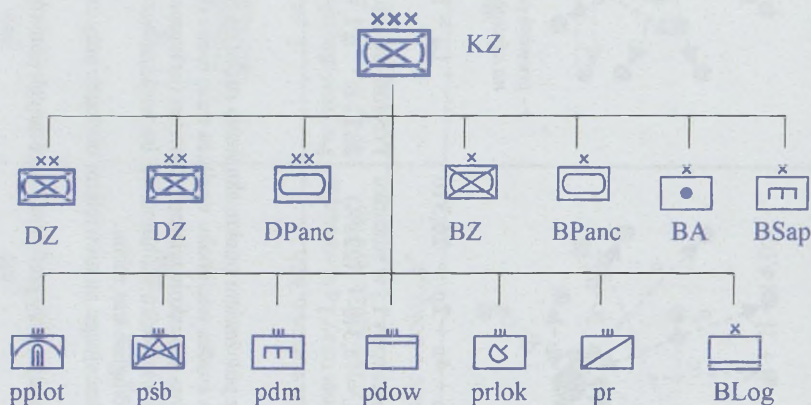 KZ
DZ DZ DPanc BZ BPanc BA BSap
pplot pśb pdm pdow prlok pr BLog